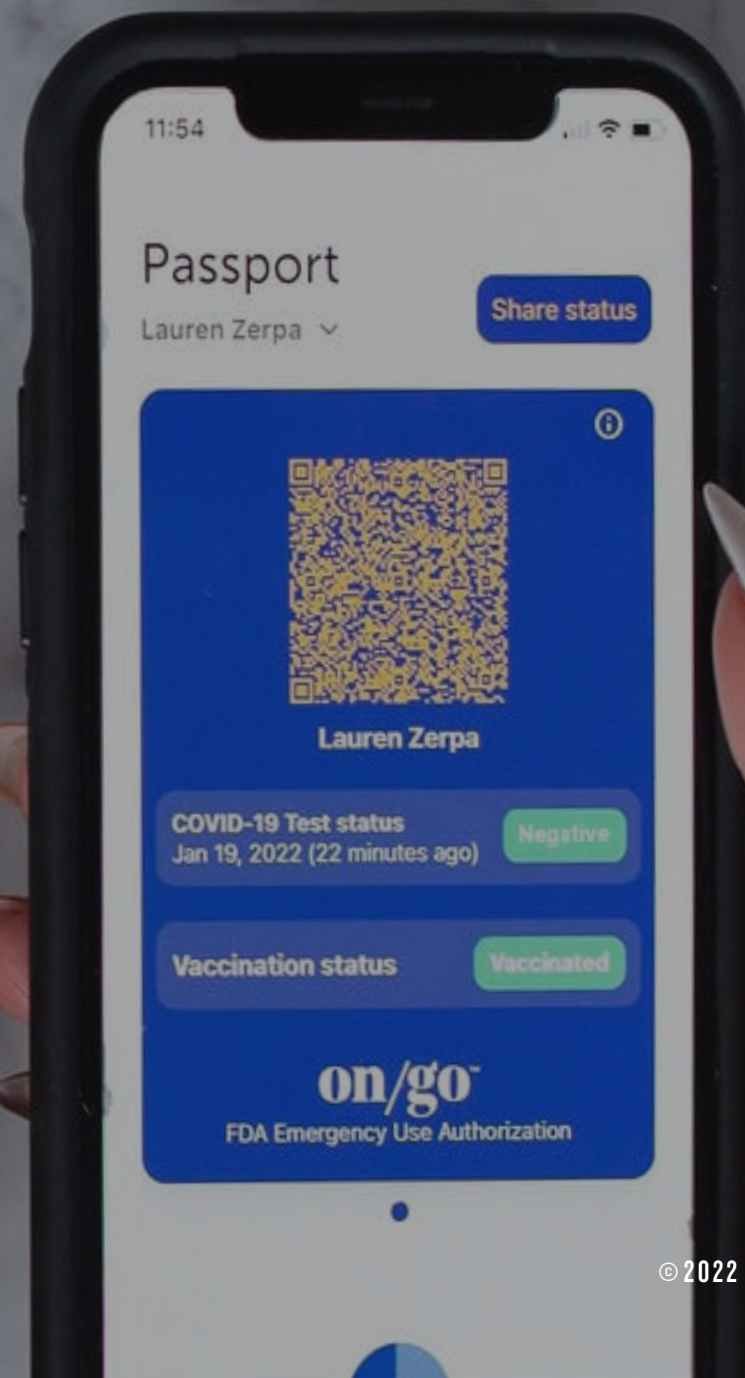 11:54
Passport
Lauren Zerpa
Share status
Lauren Zerpa
COVID-19 Test status
Jan 19, 2022 (22 minutes ago)
Negative
Vaccination status
Vaccinated
on/go™
FDA Emergency Use Authorization
© 2022